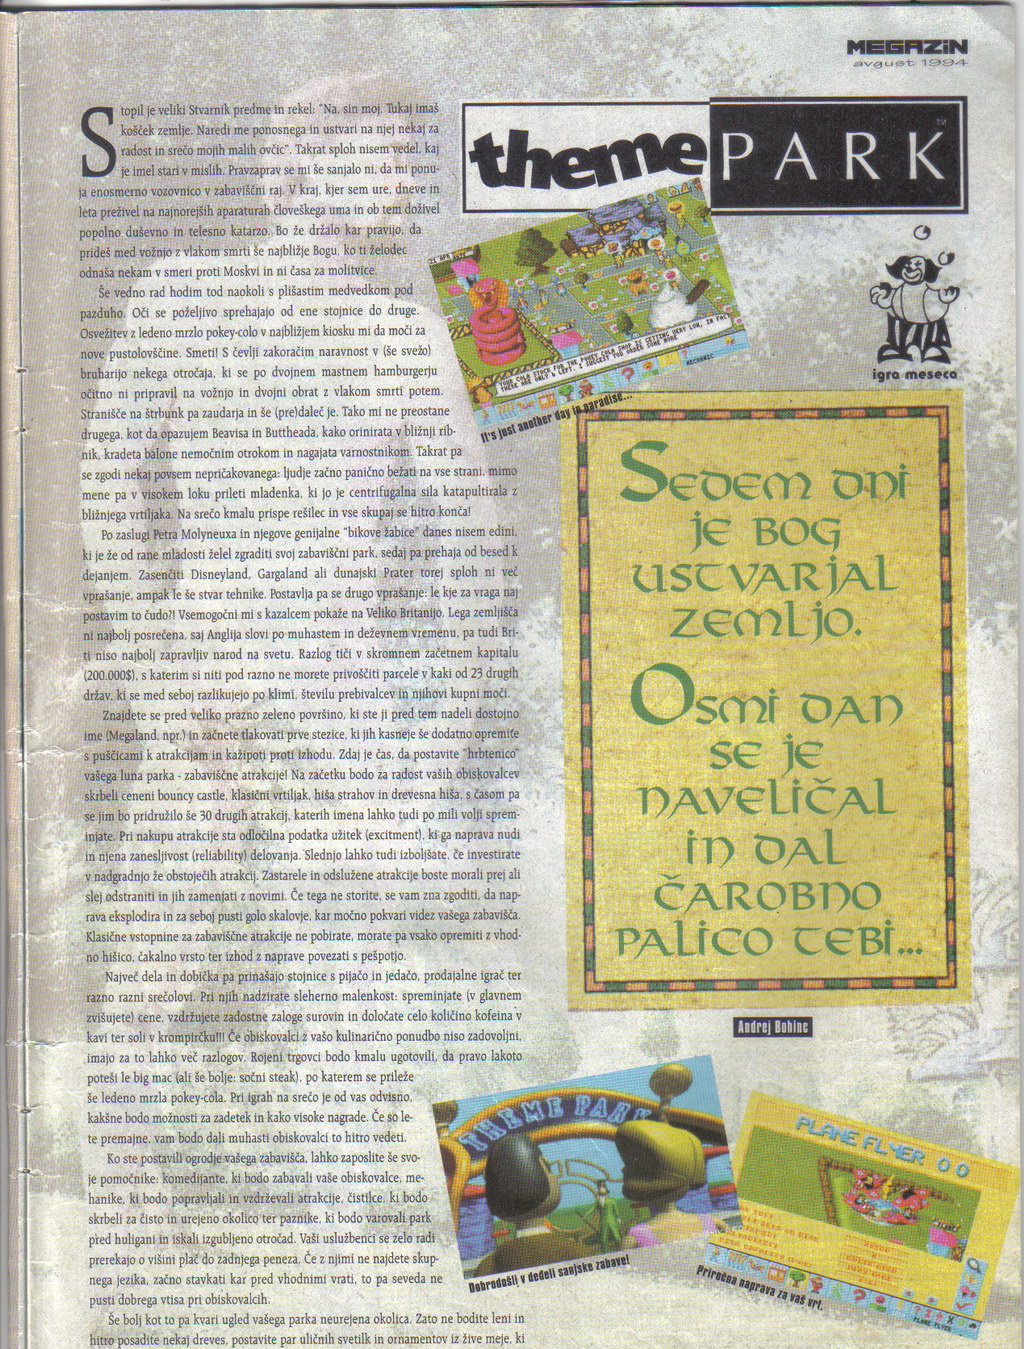 MEGAZIN
avgust 1994
theme PARK
TM
igra meseca
Stopil je veliki Stvarnik predme in rekel: "Na, sin moj. Tukaj imaš
košček zemlje. Naredi me ponosnega in ustvari na njej nekaj za
radost in srečo mojih malih ovčic". Takrat sploh nisem vedel, kaj
je imel stari v mislih. Pravzaprav se mi še sanjalo ni, da mi ponu-
ja enosmerno vozovnico v zabaviščni raj. V kraj, kjer sem ure, dneve in
leta preživel na najnorejših aparaturah človeškega uma in ob tem doživel
popolno duševno in telesno katarzo. Bo že držalo kar pravijo, da
prideš med vožnjo z vlakom smrti še najbližje Bogu, ko ti želodec
odnaša nekam v smeri proti Moskvi in ni časa za molitvice.
Še vedno rad hodim tod naokoli s plišastim medvedkom pod
pazduho. Oči se poželjivo sprehajajo od ene stojnice do druge.
Osvežitev z ledeno mrzlo pokey-colo v najbližjem kiosku mi da moči za
nove pustolovščine. Smeti! S čevlji zakoračim naravnost v (še svežo)
bruharijo nekega otročaja, ki se po dvojnem mastnem hamburgerju
očitno ni pripravil na vožnjo in dvojni obrat z vlakom smrti potem.
Stranišče na štrbunk pa zaudarja in še (pre)daleč je. Tako mi ne preostane
drugega, kot da opazujem Beavisa in Buttheada, kako orinirata v bližnji rib-
nik, kradeta balone nemočnim otrokom in nagajata varnostnikom. Takrat pa
se zgodi nekaj povsem nepričakovanega: ljudje začno panično bežati na vse strani, mimo
mene pa v visokem loku prileti mladenka, ki jo je centrifugalna sila katapultirala z
bližnjega vrtiljaka. Na srečo kmalu prispe rešilec in vse skupaj se hitro konča!
Po zaslugi Petra Molyneuxa in njegove genijalne "bikove žabice" danes nisem edini,
ki je že od rane mladosti želel zgraditi svoj zabaviščni park, sedaj pa prehaja od besed k
dejanjem. Zasenčiti Disneyland, Gargaland ali dunajski Prater torej sploh ni več
vprašanje, ampak le še stvar tehnike. Postavlja pa se drugo vprašanje: le kje za vraga naj
postavim to čudo?! Vsemogočni mi s kazalcem pokaže na Veliko Britanijo. Lega zemljišča
ni najbolj posrečena, saj Anglija slovi po muhastem in deževnem vremenu, pa tudi Bri-
ti niso najbolj zapravljiv narod na svetu. Razlog tiči v skromnem začetnem kapitalu
(200.000$), s katerim si niti pod razno ne morete privoščiti parcele v kaki od 23 drugih
držav, ki se med seboj razlikujejo po klimi, številu prebivalcev in njihovi kupni moči.
Znajdete se pred veliko prazno zeleno površino, ki ste ji pred tem nadeli dostojno
ime (Megaland, npr.) in začnete tlakovati prve stezice, ki jih kasneje še dodatno opremite
s puščicami k atrakcijam in kažipoti proti izhodu. Zdaj je čas, da postavite "hrbtenico"
vašega luna parka - zabaviščne atrakcije! Na začetku bodo za radost vaših obiskovalcev
skrbeli ceneni bouncy castle, klasični vrtiljak, hiša strahov in drevesna hiša, s časom pa
se jim bo pridružilo še 30 drugih atrakcij, katerih imena lahko tudi po mili volji sprem-
injate. Pri nakupu atrakcije sta odločilna podatka užitek (excitment), ki ga naprava nudi
in njena zanesljivost (reliability) delovanja. Slednjo lahko tudi izboljšate, če investirate
v nadgradnjo že obstoječih atrakcij. Zastarele in odslužene atrakcije boste morali prej ali
slej odstraniti in jih zamenjati z novimi. Če tega ne storite, se vam zna zgoditi, da nap-
rava eksplodira in za seboj pusti golo skalovje, kar močno pokvari videz vašega zabavišča.
Klasične vstopnine za zabaviščne atrakcije ne pobirate, morate pa vsako opremiti z vhod-
no hišico, čakalno vrsto ter izhod z naprave povezati s pešpotjo.
Največ dela in dobička pa prinašajo stojnice s pijačo in jedačo, prodajalne igrač ter
razno razni srečolovi. Pri njih nadzirate sleherno malenkost: spreminjate (v glavnem
zvišujete) cene, vzdržujete zadostne zaloge surovin in določate celo količino kofeina v
kavi ter soli v krompirčku!!! Če obiskovalci z vašo kulinarično ponudbo niso zadovoljni,
imajo za to lahko več razlogov. Rojeni trgovci bodo kmalu ugotovili, da pravo lakoto
poteši le big mac (ali še bolje: sočni steak), po katerem se prileže
še ledeno mrzla pokey-cola. Pri igrah na srečo je od vas odvisno,
kakšne bodo možnosti za zadetek in kako visoke nagrade. Če so le-
te premajne, vam bodo dali muhasti obiskovalci to hitro vedeti.
Ko ste postavili ogrodje vašega zabavišča, lahko zaposlite še svo-
je pomočnike: komedijante, ki bodo zabavali vaše obiskovalce, me-
hanike, ki bodo popravljali in vzdrževali atrakcije, čistilce, ki bodo
skrbeli za čisto in urejeno okolico ter paznike, ki bodo varovali park
pred huligani in iskali izgubljeno otročad. Vaši uslužbenci se zelo radi
prerekajo o višini plač do zadnjega peneza. Če z njimi ne najdete skup-
nega jezika, začno stavkati kar pred vhodnimi vrati, to pa seveda ne
pusti dobrega vtisa pri obiskovalcih.
Še bolj kot to pa kvari ugled vašega parka neurejena okolica. Zato ne bodite leni in
hitro posadite nekaj dreves, postavite par uličnih svetilk in ornamentov iz žive meje, ki
YOUR COLA STOCK FOR THE POKEY COLA SHOP IS GETTING VERY LOW, IN FACT
THERE ARE ONLY 6 LEFT. I SUGGEST YOU ORDER SOME MORE
MECHANIC
It's just another day in paradise...
Sedem dni
je Bog
ustvarjal
zemljo.
Osmi dan
se je
naveličal
in dal
čarobno
palico tebi...
Andrej Bohinc
THEME PARK
Dobrodošli v deželi sanjske zabave!
PLANE FLYER 00
PLANE FLYER
Priročna naprava za vaš vrt.